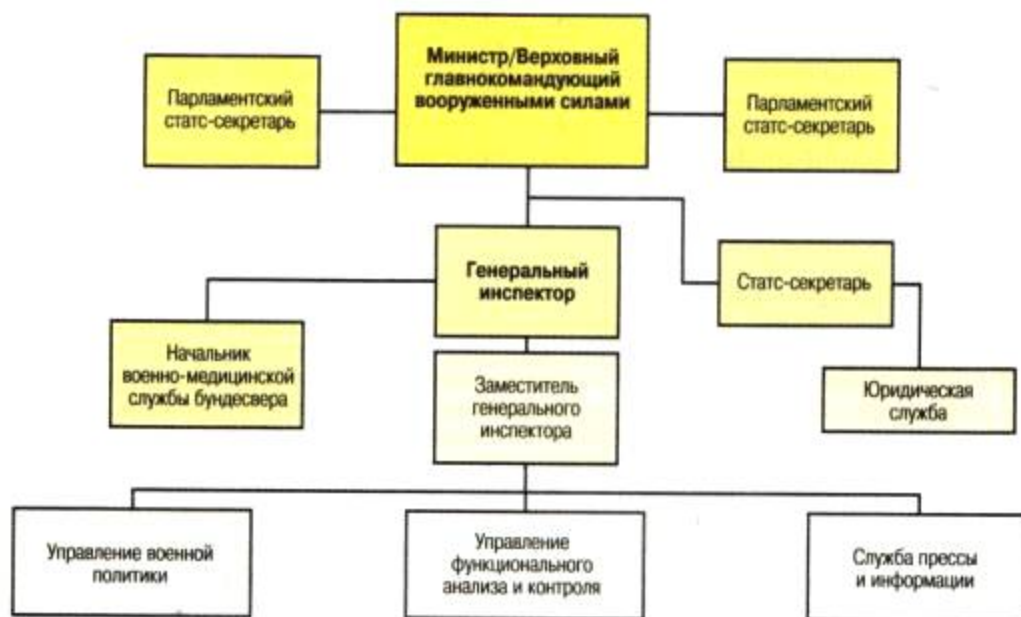 Министр/Верховный
главнокомандующий
вооруженными силами
Парламентский
статс-секретарь
Парламентский
статс-секретарь
Генеральный
инспектор
Статс-секретарь
Начальник
военно-медицинской
службы бундесвера
Заместитель
генерального
инспектора
Юридическая
служба
Управление военной
политики
Управление
функционального
анализа и контроля
Служба прессы
и информации